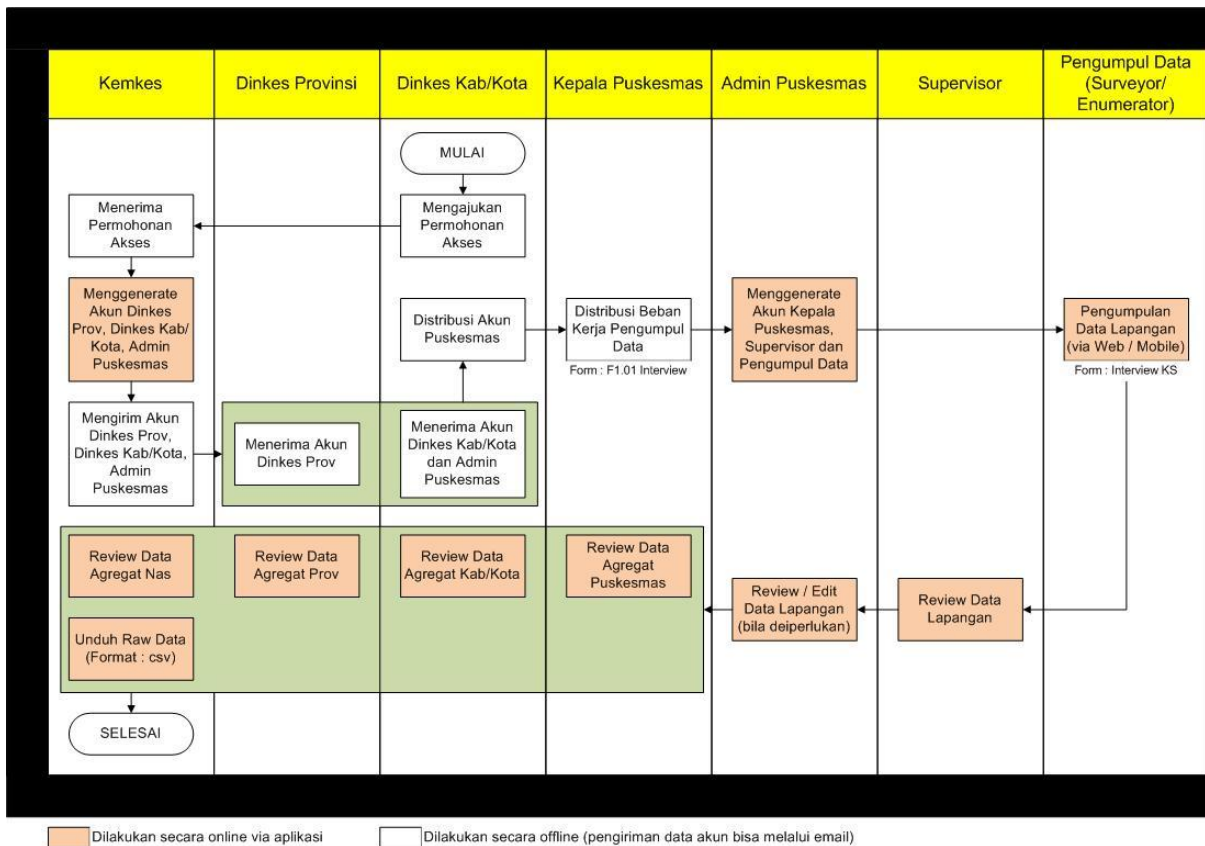 Kemkes
Dinkes Provinsi
Dinkes Kab/Kota
Kepala Puskesmas
Admin Puskesmas
Supervisor
Pengumpul Data
(Surveyor/
Enumerator)
MULAI
Menerima
Permohonan
Akses
Mengajukan
Permohonan
Akses
Menggenerate
Akun Dinkes
Prov, Dinkes Kab/
Kota, Admin
Puskesmas
Distribusi Akun
Puskesmas
Distribusi Beban
Kerja Pengumpul
Data
Form : F1.01 Interview
Menggenerate
Akun Kepala
Puskesmas,
Supervisor dan
Pengumpul Data
Pengumpulan
Data Lapangan
(via Web / Mobile)
Form : Interview KS
Mengirim Akun
Dinkes Prov,
Dinkes Kab/Kota,
Admin
Puskesmas
Menerima Akun
Dinkes Prov
Menerima Akun
Dinkes Kab/Kota
dan Admin
Puskesmas
Review Data
Agregat Nas
Review Data
Agregat Prov
Review Data
Agregat Kab/Kota
Review Data
Agregat
Puskesmas
Review / Edit
Data Lapangan
(bila deiperlukan)
Review Data
Lapangan
Unduh Raw Data
(Format : csv)
SELESAI
Dilakukan secara online via aplikasi
Dilakukan secara offline (pengiriman data akun bisa melalui email)